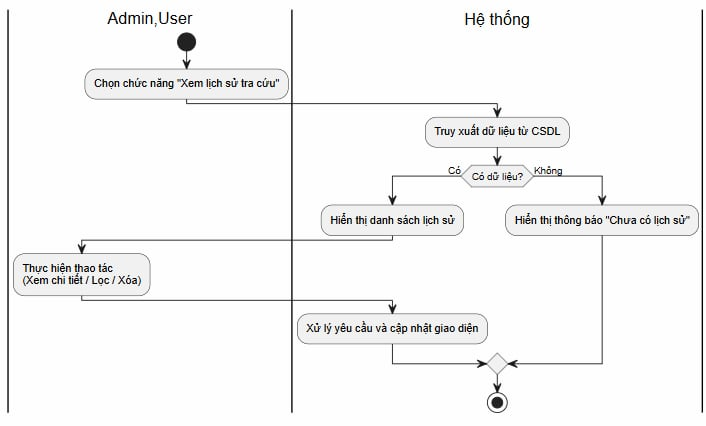 Admin,User
Hệ thống
Chọn chức năng "Xem lịch sử tra cứu"
Truy xuất dữ liệu từ CSDL
Có
Có dữ liệu?
Không
Hiển thị danh sách lịch sử
Hiển thị thông báo "Chưa có lịch sử"
Thực hiện thao tác
(Xem chi tiết / Lọc / Xóa)
Xử lý yêu cầu và cập nhật giao diện